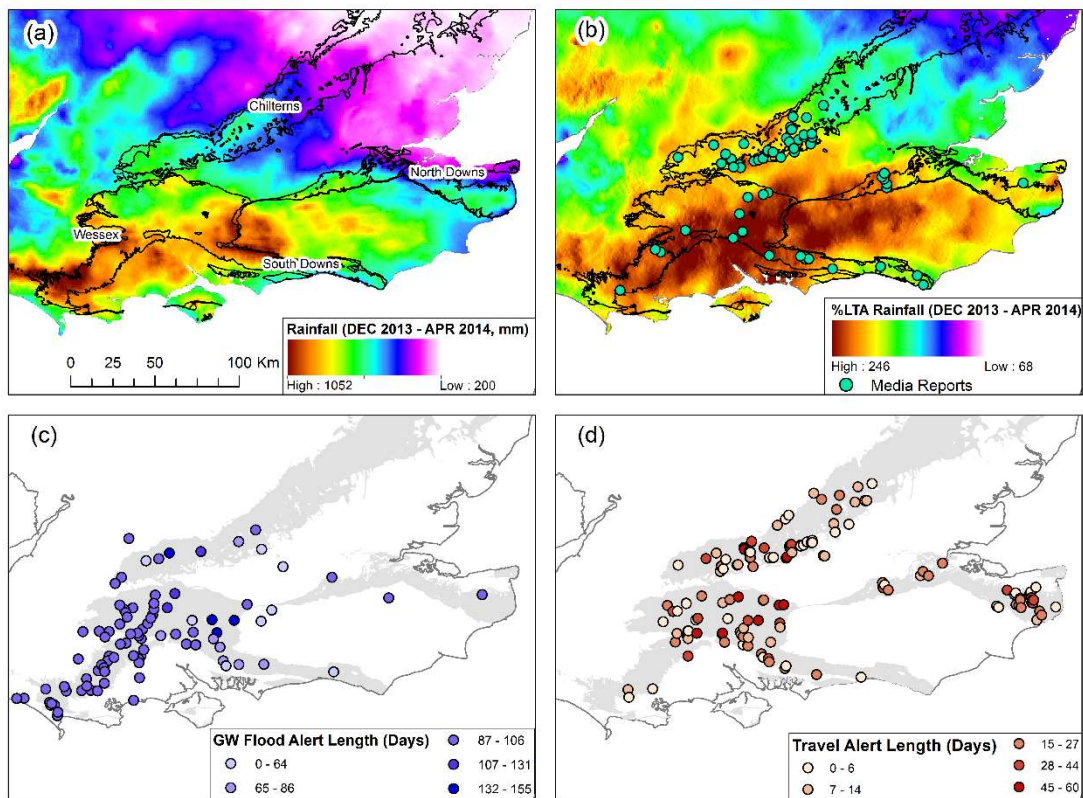 (a)
Chilterns
North Downs
Wessex
South Downs
Rainfall (DEC 2013 - APR 2014, mm)
High : 1052 Low : 200
0 25 50 100 Km
(b)
%LTA Rainfall (DEC 2013 - APR 2014)
High : 246 Low : 68
Media Reports
(c)
GW Flood Alert Length (Days)
0 - 64
65 - 86
87 - 106
107 - 131
132 - 155
(d)
Travel Alert Length (Days)
0 - 6
7 - 14
15 - 27
28 - 44
45 - 60